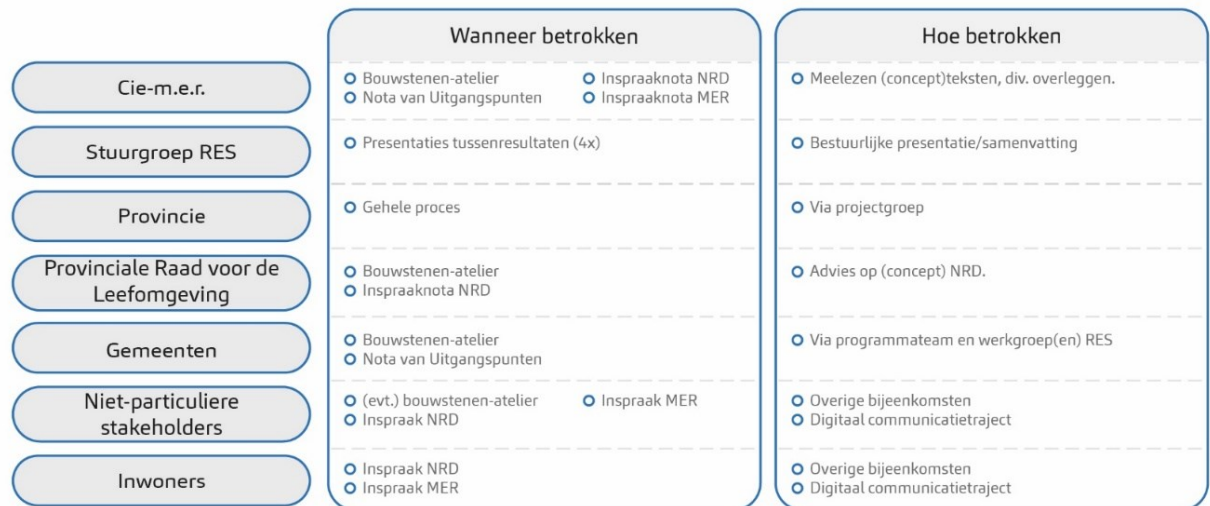 Wanneer betrokken
Hoe betrokken
Cie-m.e.r.
Bouwstenen-atelier
Nota van Uitgangspunten
Inspraaknota NRD
Inspraaknota MER
Meelezen (concept)teksten, div. overleggen.
Stuurgroep RES
Presentaties tussenresultaten (4x)
Bestuurlijke presentatie/samenvatting
Provincie
Gehele proces
Via projectgroep
Provinciale Raad voor de
Leefomgeving
Bouwstenen-atelier
Inspraaknota NRD
Advies op (concept) NRD.
Gemeenten
Bouwstenen-atelier
Nota van Uitgangspunten
Via programmateam en werkgroep(en) RES
Niet-particuliere
stakeholders
(evt.) bouwstenen-atelier
Inspraak NRD
Inspraak MER
Overige bijeenkomsten
Digitaal communicatietraject
Inwoners
Inspraak NRD
Inspraak MER
Overige bijeenkomsten
Digitaal communicatietraject